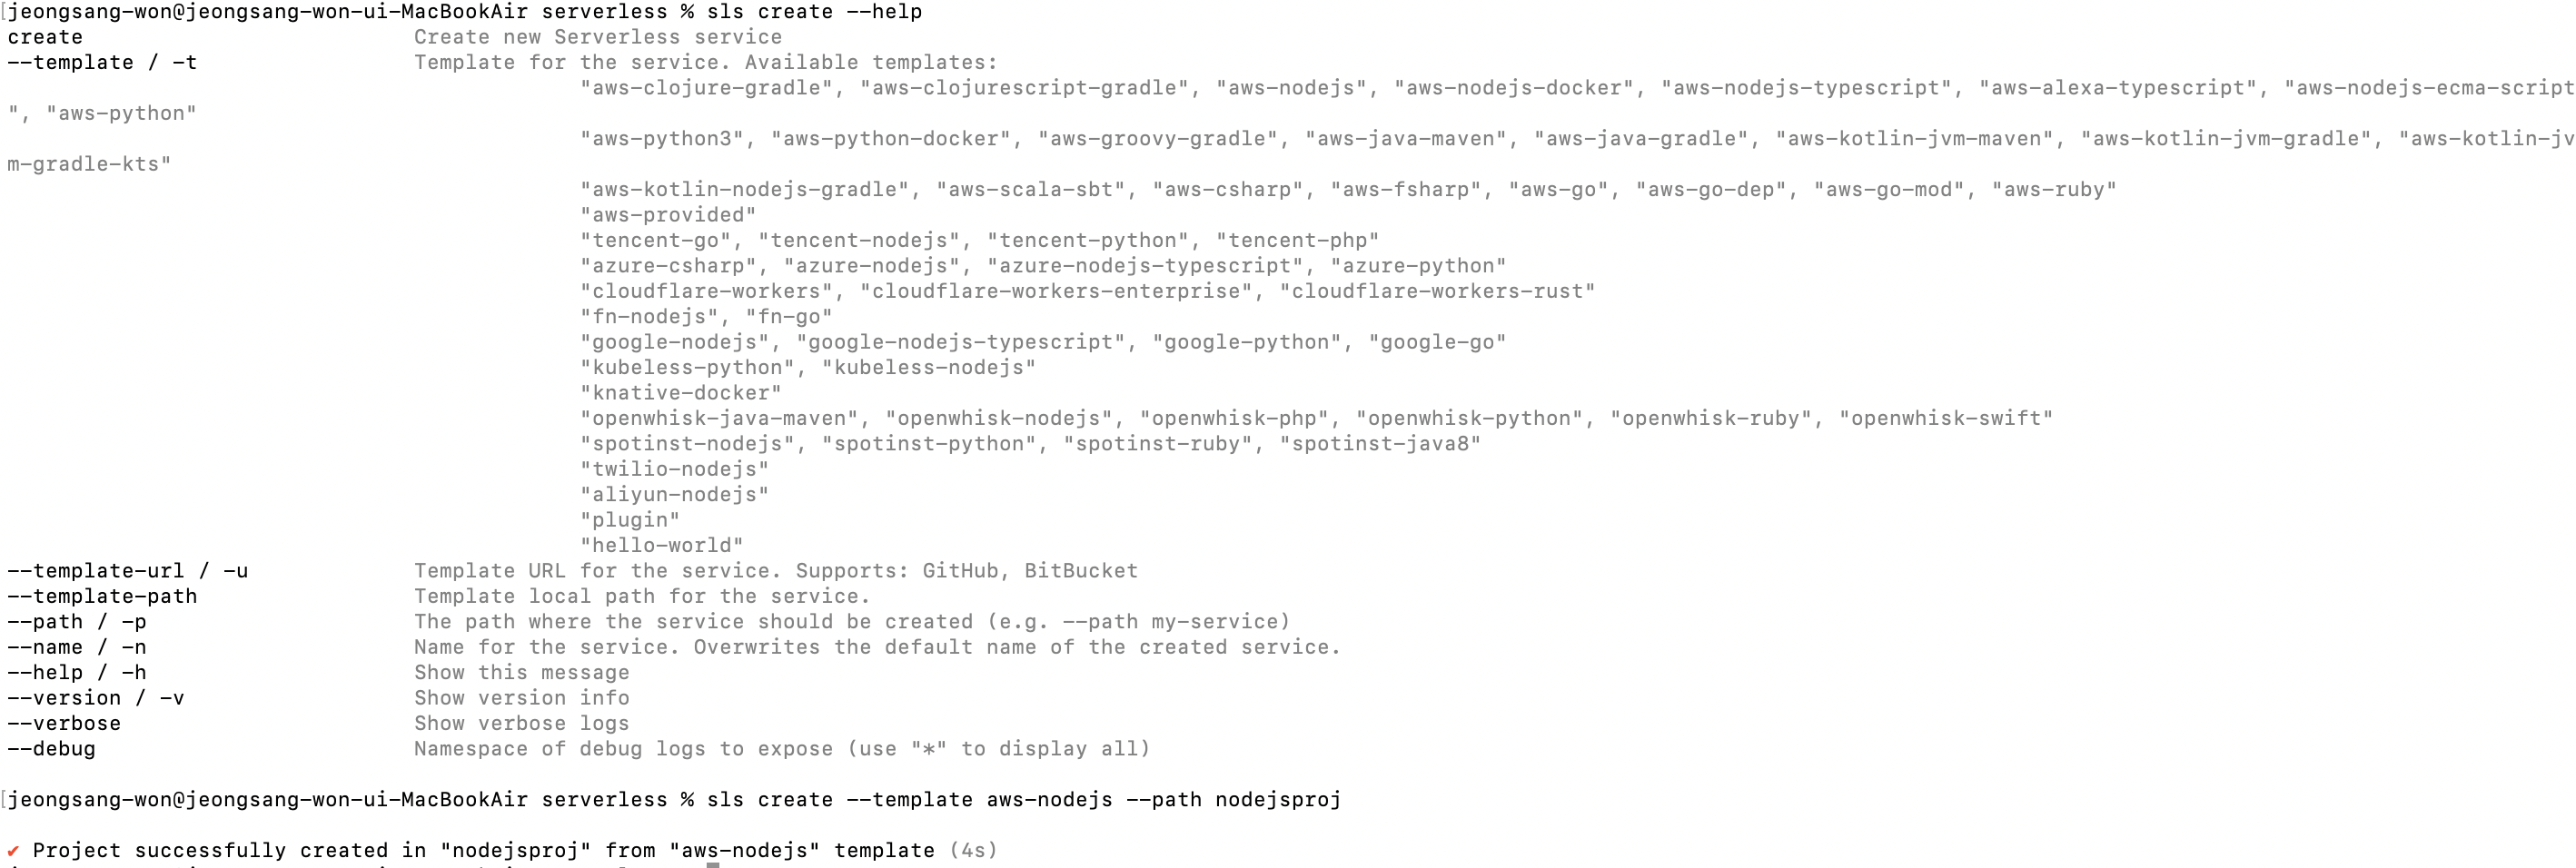 [jeongsang-won@jeongsang-won-ui-MacBookAir serverless % sls create --help
create Create new Serverless service
--template / -t Template for the service. Available templates:
"aws-clojure-gradle", "aws-clojurescript-gradle", "aws-nodejs", "aws-nodejs-docker", "aws-nodejs-typescript", "aws-alexa-typescript", "aws-nodejs-ecma-script
", "aws-python"
"aws-python3", "aws-python-docker", "aws-groovy-gradle", "aws-java-maven", "aws-java-gradle", "aws-kotlin-jvm-maven", "aws-kotlin-jvm-gradle", "aws-kotlin-jv
m-gradle-kts"
"aws-kotlin-nodejs-gradle", "aws-scala-sbt", "aws-csharp", "aws-fsharp", "aws-go", "aws-go-dep", "aws-go-mod", "aws-ruby"
"aws-provided"
"tencent-go", "tencent-nodejs", "tencent-python", "tencent-php"
"azure-csharp", "azure-nodejs", "azure-nodejs-typescript", "azure-python"
"cloudflare-workers", "cloudflare-workers-enterprise", "cloudflare-workers-rust"
"fn-nodejs", "fn-go"
"google-nodejs", "google-nodejs-typescript", "google-python", "google-go"
"kubeless-python", "kubeless-nodejs"
"knative-docker"
"openwhisk-java-maven", "openwhisk-nodejs", "openwhisk-php", "openwhisk-python", "openwhisk-ruby", "openwhisk-swift"
"spotinst-nodejs", "spotinst-python", "spotinst-ruby", "spotinst-java8"
"twilio-nodejs"
"aliyun-nodejs"
"plugin"
"hello-world"
--template-url / -u Template URL for the service. Supports: GitHub, BitBucket
--template-path Template local path for the service.
--path / -p The path where the service should be created (e.g. --path my-service)
--name / -n Name for the service. Overwrites the default name of the created service.
--help / -h Show this message
--version / -v Show version info
--verbose Show verbose logs
--debug Namespace of debug logs to expose (use "*" to display all)
[jeongsang-won@jeongsang-won-ui-MacBookAir serverless % sls create --template aws-nodejs --path nodejsproj
✔ Project successfully created in "nodejsproj" from "aws-nodejs" template (4s)